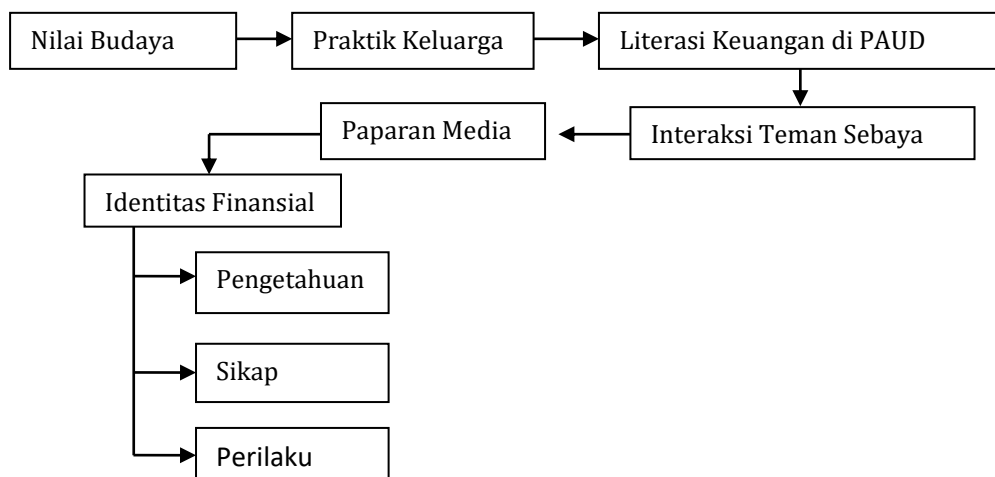 Nilai Budaya
Praktik Keluarga
Literasi Keuangan di PAUD
Interaksi Teman Sebaya
Paparan Media
Identitas Finansial
Pengetahuan
Sikap
Perilaku